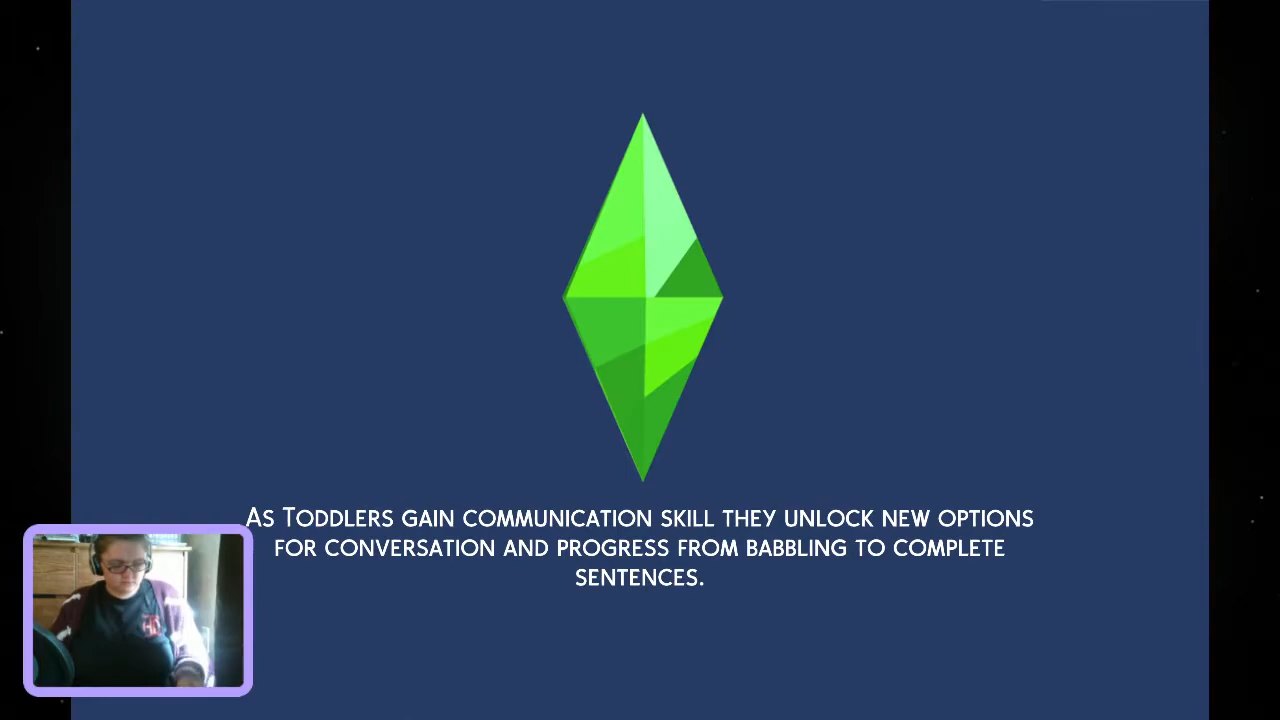 As Toddlers gain communication skill they unlock new options
for conversation and progress from babbling to complete
sentences.